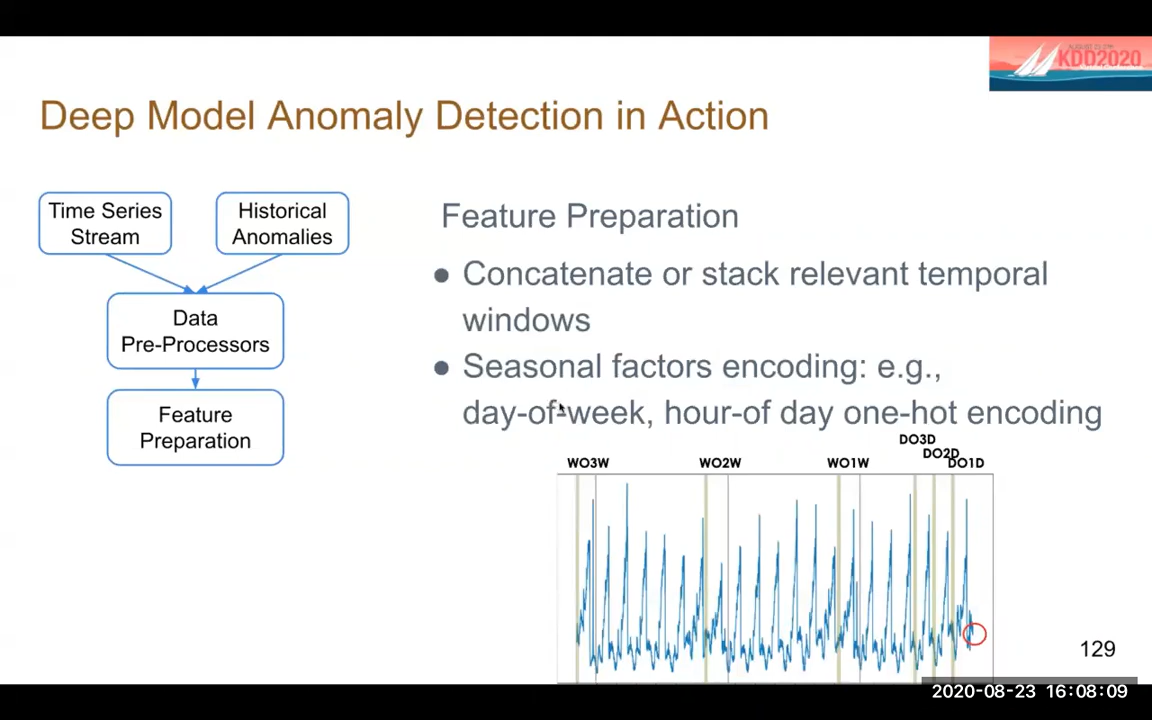 KDD2020
Deep Model Anomaly Detection in Action
Time Series
Stream
Historical
Anomalies
Data
Pre-Processors
Feature
Preparation
Feature Preparation
● Concatenate or stack relevant temporal
windows
● Seasonal factors encoding: e.g.,
day-of-week, hour-of day one-hot encoding
WO3W
WO2W
WO1W
DO3D
DO2D
DO1D
129
2020-08-23 16:08:09